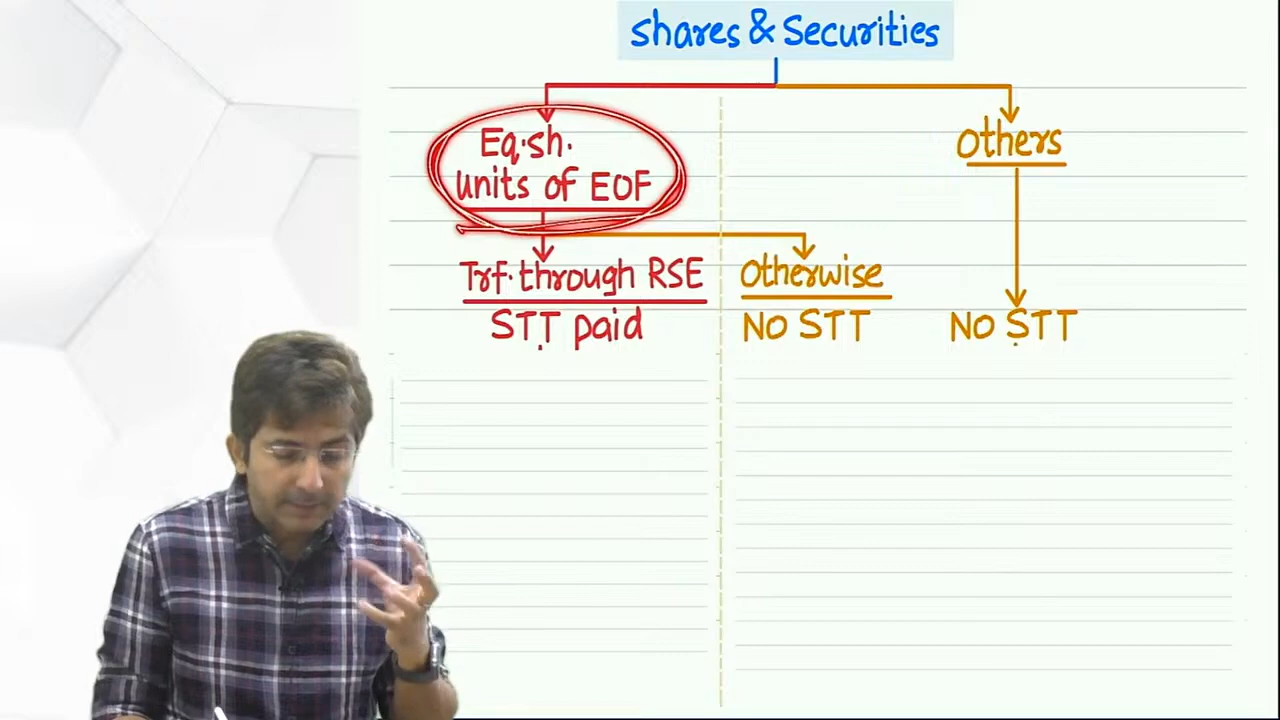 Shares & Securities
Eq.sh.
units of EOF
Others
Trf. through RSE
Otherwise
STT paid
NO STT
NO STT